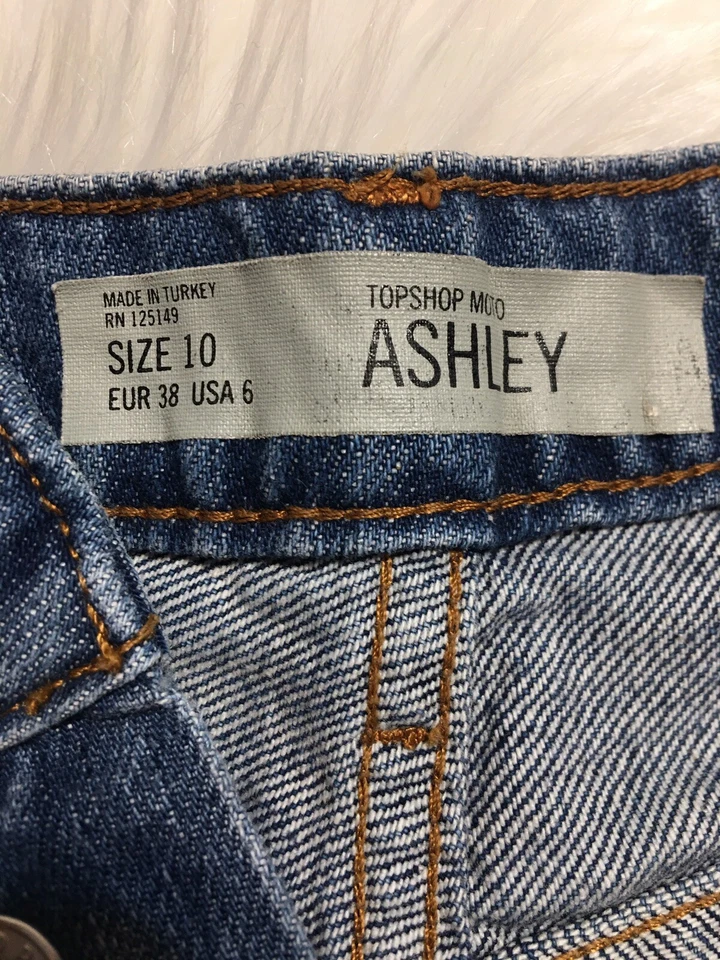 MADE IN TURKEY
RN 125149
SIZE 10
EUR 38 USA 6
TOPSHOP MOTO
ASHLEY